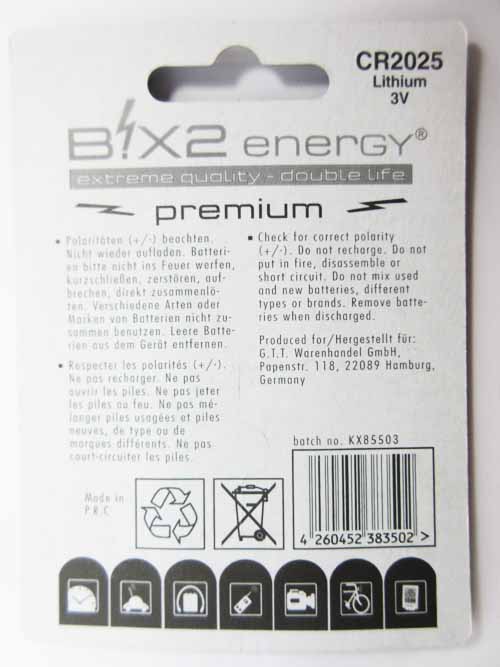 CR2025
Lithium
3V
B!X2 energy®
extreme quality - double life
premium
• Polaritäten (+/-) beachten.
Nicht wieder aufladen. Batteri-
en bitte nicht ins Feuer werfen,
kurzschließen, zerstören, auf-
brechen, direkt zusammenlö-
ten. Verschiedene Arten oder
Marken von Batterien nicht zu-
sammen benutzen. Leere Batte-
rien aus dem Gerät entfernen.
• Respecter les polarités (+/-).
Ne pas recharger. Ne pas
ouvrir les piles. Ne pas jeter
les piles au feu. Ne pas mé-
langer piles usagées et piles
neuves, de type ou de
marques différents. Ne pas
court-circuiter les piles.
▪ Check for correct polarity
(+/-). Do not recharge. Do not
put in fire, disassemble or
short circuit. Do not mix used
and new batteries, different
types or brands. Remove batte-
ries when discharged.
Produced for/Hergestellt für:
G.T.T. Warenhandel GmbH,
Papenstr. 118, 22089 Hamburg,
Germany
batch no. KX85503
Made in
P.R.C
4 260452 383502 >